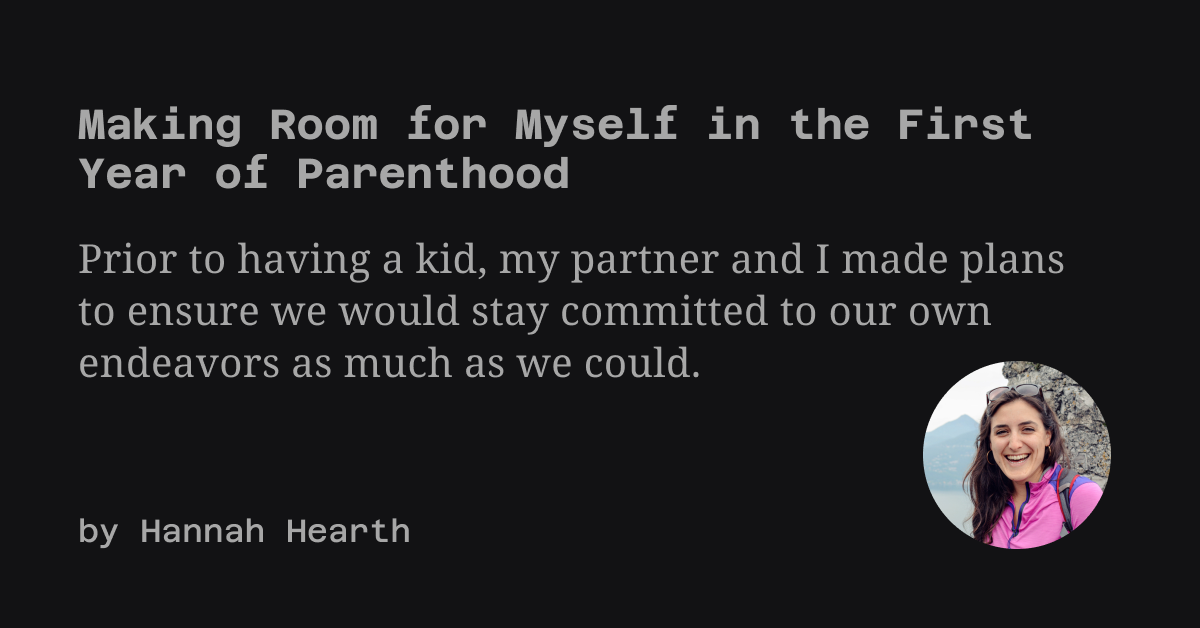 Making Room for Myself in the First
Year of Parenthood
Prior to having a kid, my partner and I made plans
to ensure we would stay committed to our own
endeavors as much as we could.
by Hannah Hearth